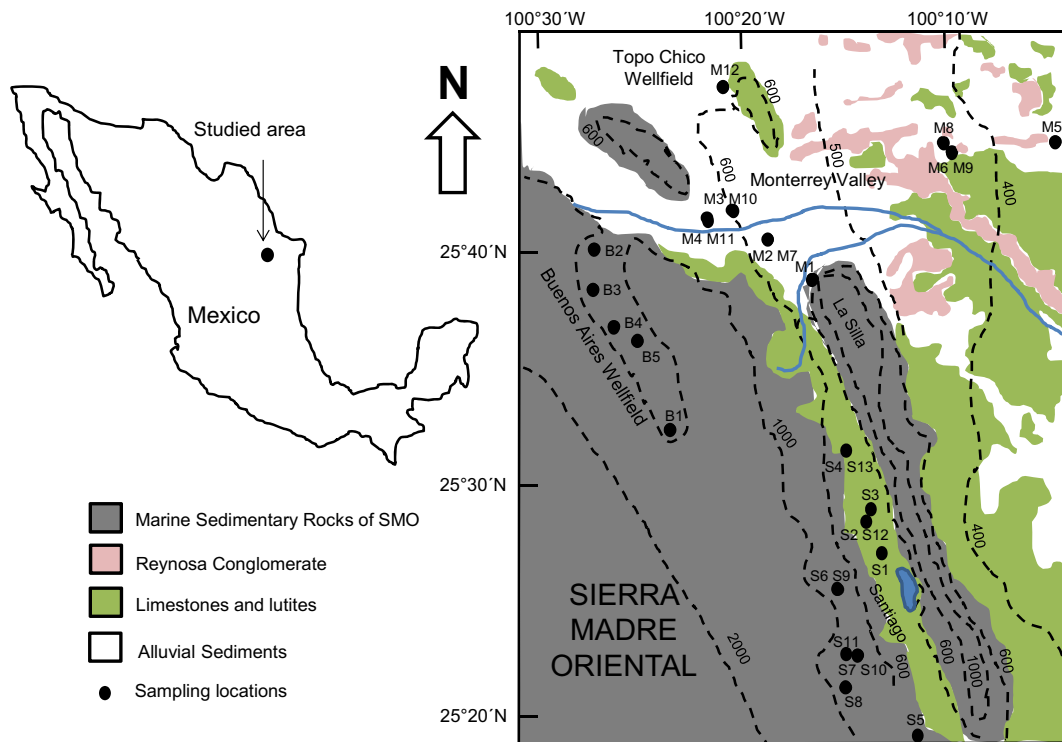 100°30´W
100°20´W
100°10´W
Topo Chico
Wellfield
M12
600
N
Studied area
600
M8
M5
600
500
M6 M9
Monterrey Valley
400
M3 M10
M4 M11
M2 M7
25°40´N
B2
M1
Mexico
B3
La Silla
Buenos Aires Wellfield
B4
B5
B1
1000
S4 S13
25°30´N
S3
Marine Sedimentary Rocks of SMO
S2 S12
400
Reynosa Conglomerate
S1
S6 S9
Limestones and lutites
SIERRA
MADRE
ORIENTAL
Santiago
2000
S11
S7 S10
600
600
1000
600
Alluvial Sediments
S8
Sampling locations
25°20´N
S5